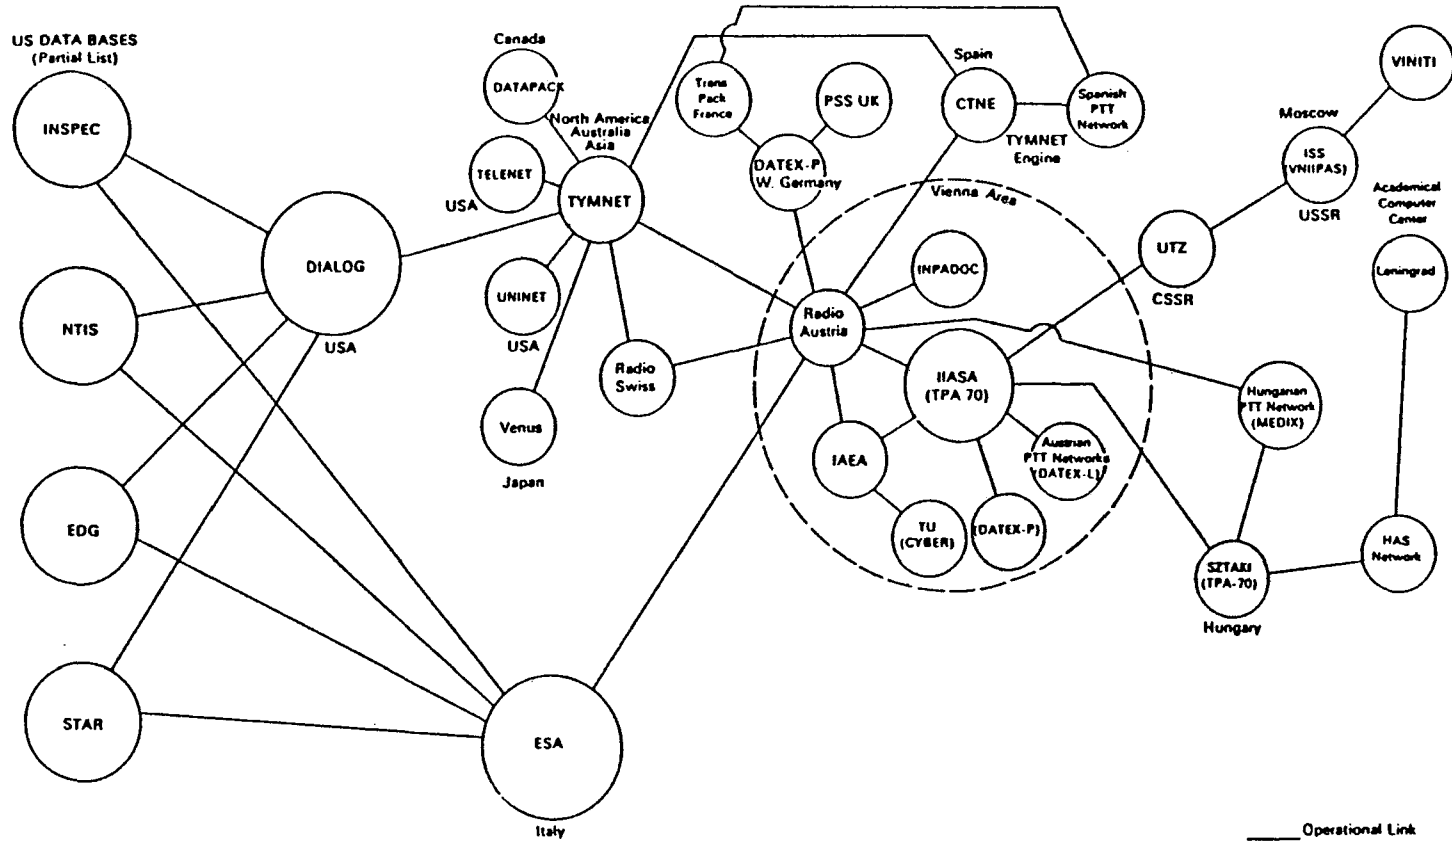 US DATA BASES
(Partial List)
INSPEC
NTIS
EDG
STAR
DIALOG
USA
ESA
Italy
Canada
DATAPACK
North America
Australia
Asia
TELENET
USA
TYMNET
UNINET
USA
Venus
Japan
Radio
Swiss
Trans
Pack
France
PSS UK
DATEX-P
W. Germany
Spain
CTNE
TYMNET
Engine
Spanish
PTT
Network
Vienna Area
INPADOC
Radio
Austria
IIASA
(TPA 70)
IAEA
TU
(CYBER)
(DATEX-P)
Austrian
PTT Networks
(DATEX-L)
UTZ
CSSR
Moscow
ISS
(VNIIPAS)
USSR
VINITI
Academical
Computer
Center
Leningrad
Hungarian
PTT Network
(MEDIX)
SZTAKI
(TPA-70)
Hungary
HAS
Network
Operational Link